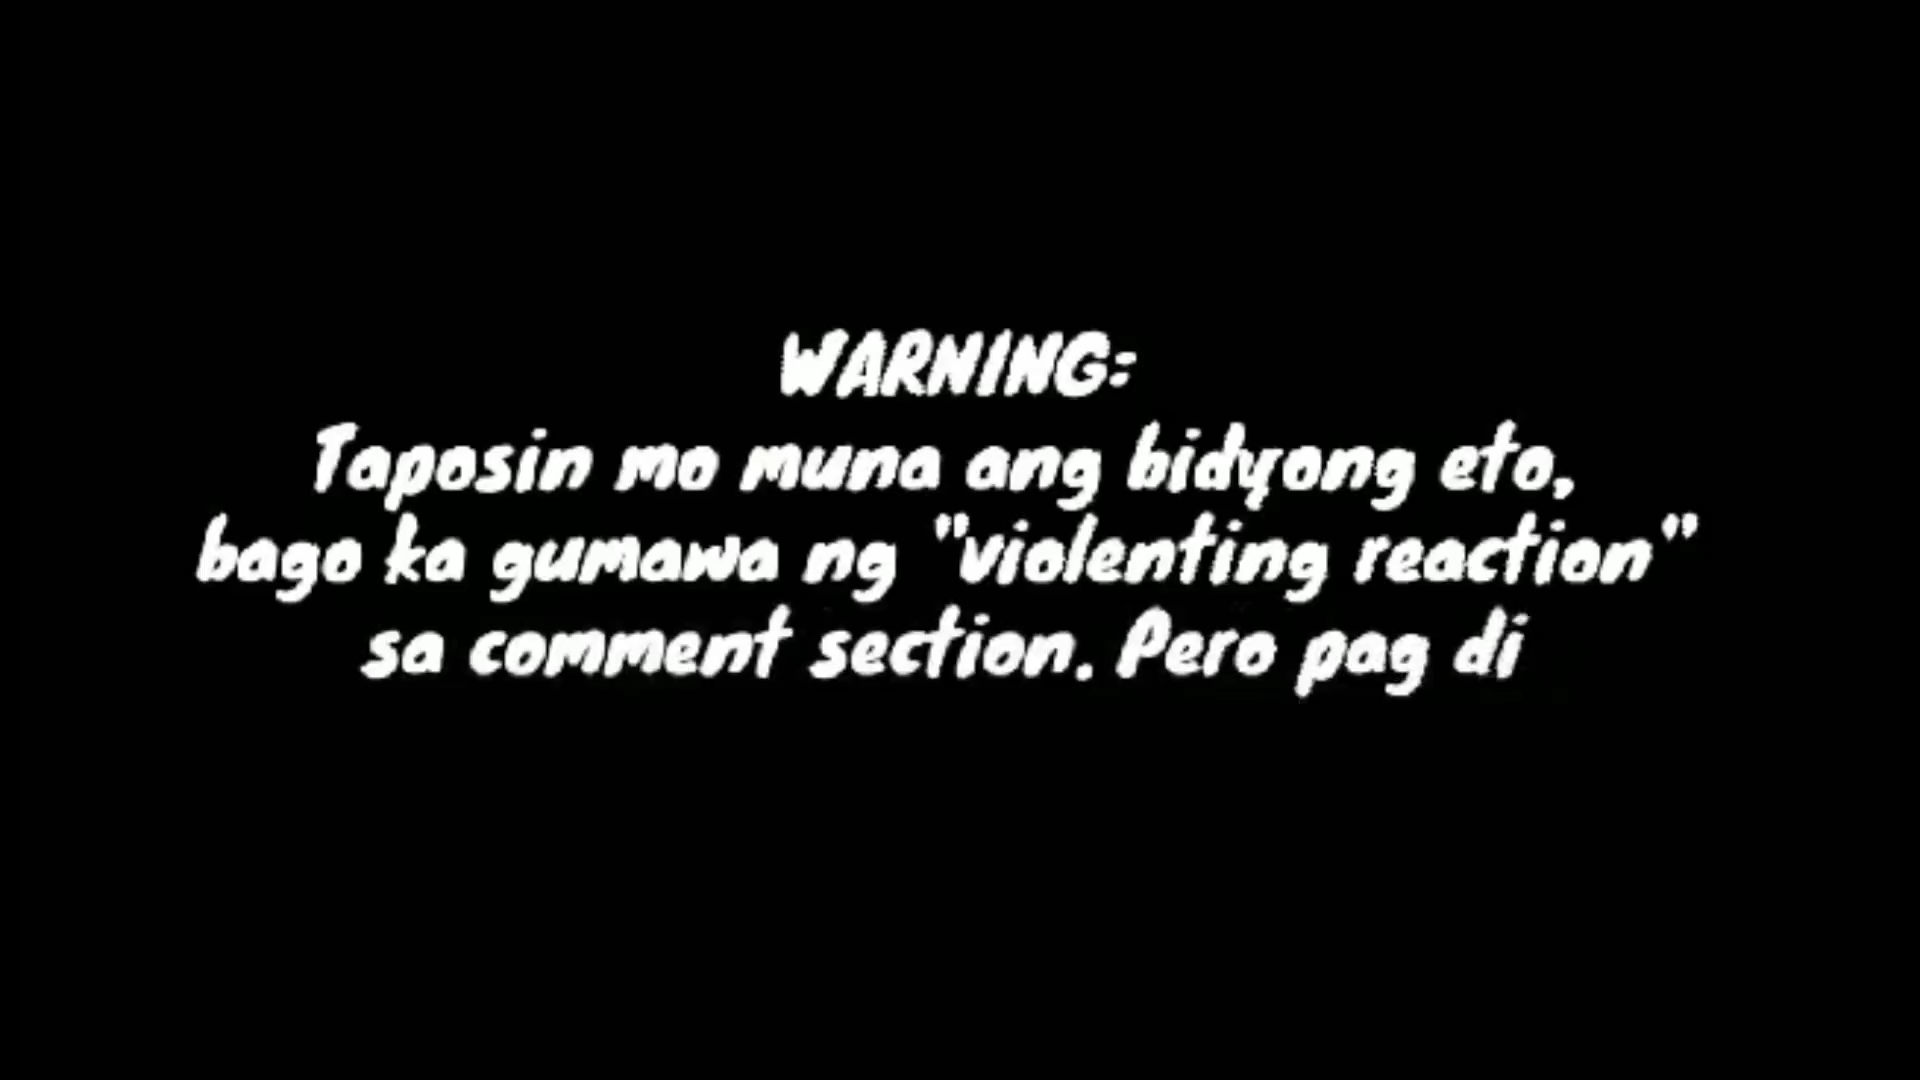 WARNING:
Taposin mo muna ang bidyong eto,
bago ka gumawa ng "violenting reaction"
sa comment section. Pero pag di